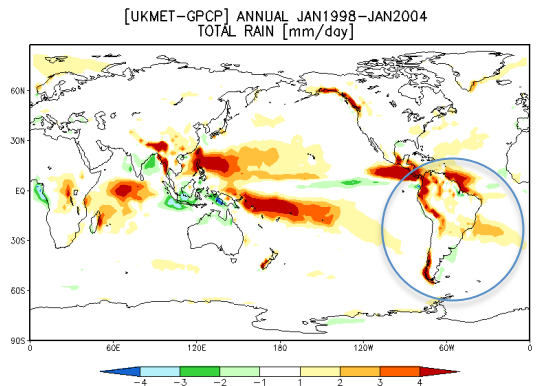 [UKMET-GPCP] ANNUAL JAN1998-JAN2004
TOTAL RAIN [mm/day]
60N
30N
EQ
30S
60S
90S
0 60E 120E 180 120W 60W 0
-4 -3 -2 -1 1 2 3 4